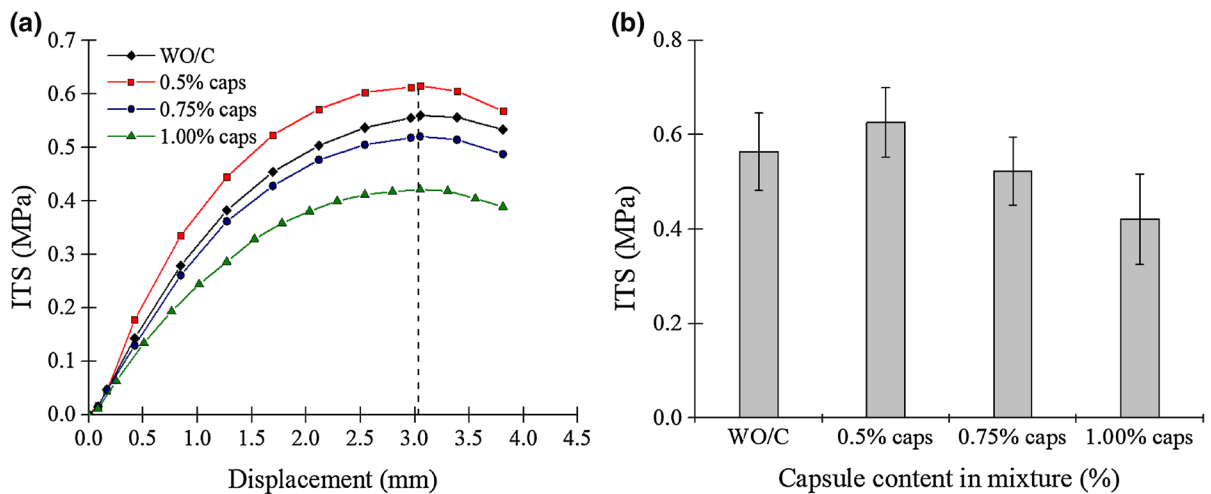 (a)
0.7
0.6
0.5
0.4
0.3
0.2
0.1
0.0
ITS (MPa)
WO/C
0.5% caps
0.75% caps
1.00% caps
0.0 0.5 1.0 1.5 2.0 2.5 3.0 3.5 4.0 4.5
Displacement (mm)
(b)
0.8
0.6
0.4
0.2
0.0
ITS (MPa)
WO/C 0.5% caps 0.75% caps 1.00% caps
Capsule content in mixture (%)